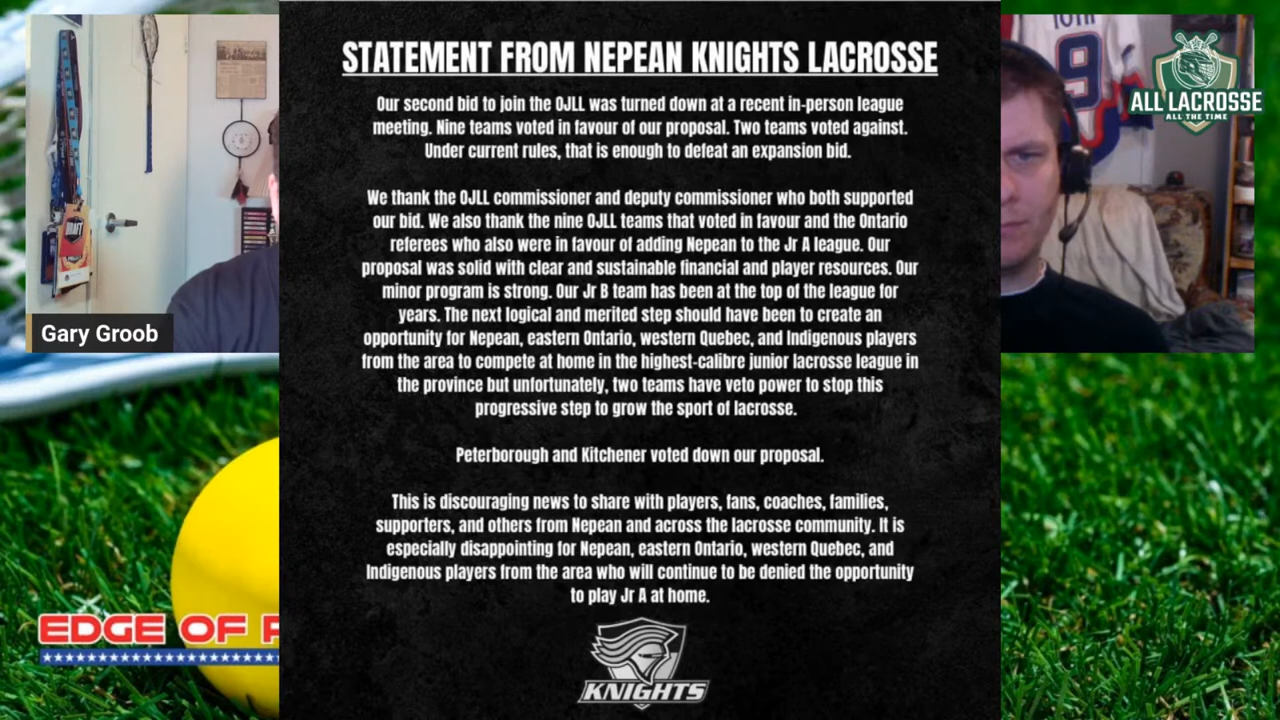 STATEMENT FROM NEPEAN KNIGHTS LACROSSE
Our second bid to join the OJLL was turned down at a recent in-person league
meeting. Nine teams voted in favour of our proposal. Two teams voted against.
Under current rules, that is enough to defeat an expansion bid.
We thank the OJLL commissioner and deputy commissioner who both supported
our bid. We also thank the nine OJLL teams that voted in favour and the Ontario
referees who also were in favour of adding Nepean to the Jr A league. Our
proposal was solid with clear and sustainable financial and player resources. Our
minor program is strong. Our Jr B team has been at the top of the league for
years. The next logical and merited step should have been to create an
opportunity for Nepean, eastern Ontario, western Quebec, and Indigenous players
from the area to compete at home in the highest-calibre junior lacrosse league in
the province but unfortunately, two teams have veto power to stop this
progressive step to grow the sport of lacrosse.
Peterborough and Kitchener voted down our proposal.
This is discouraging news to share with players, fans, coaches, families,
supporters, and others from Nepean and across the lacrosse community. It is
especially disappointing for Nepean, eastern Ontario, western Quebec, and
Indigenous players from the area who will continue to be denied the opportunity
to play Jr A at home.
KNIGHTS
Gary Groob
DRAFT
EDGE OF
9
ALL LACROSSE
ALL THE TIME